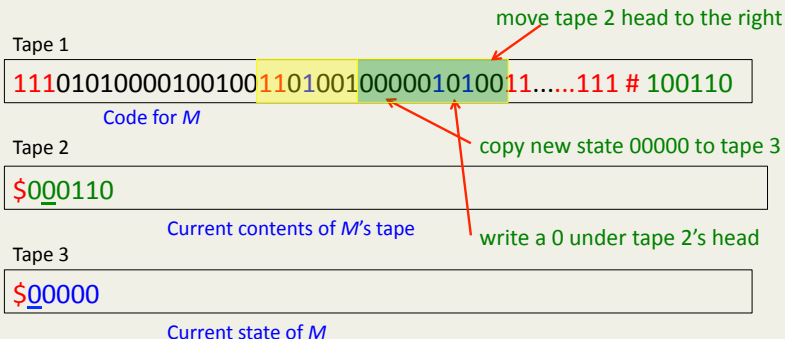 move tape 2 head to the right
Tape 1
111010100001001001101001000001010011......111 # 100110
Code for M
copy new state 00000 to tape 3
Tape 2
$000110
Current contents of M's tape
write a 0 under tape 2's head
Tape 3
$00000
Current state of M